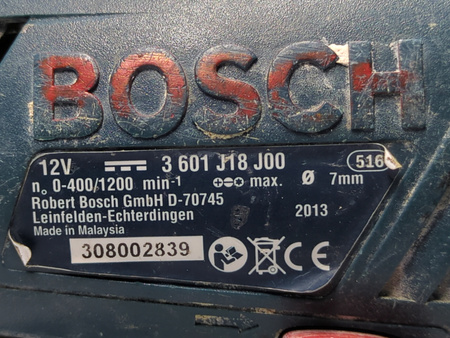 BOSCH
12V ⎓ 3 601 J18 J00 516
n₀ 0-400/1200 min⁻¹ max. Ø 7mm
Robert Bosch GmbH D-70745
Leinfelden-Echterdingen 2013
Made in Malaysia
308002839
CE